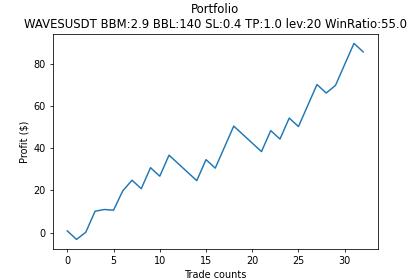 Portfolio
WAVESUSDT BBM:2.9 BBL:140 SL:0.4 TP:1.0 lev:20 WinRatio:55.0
80
60
40
20
0
Profit ($)
0 5 10 15 20 25 30
Trade counts